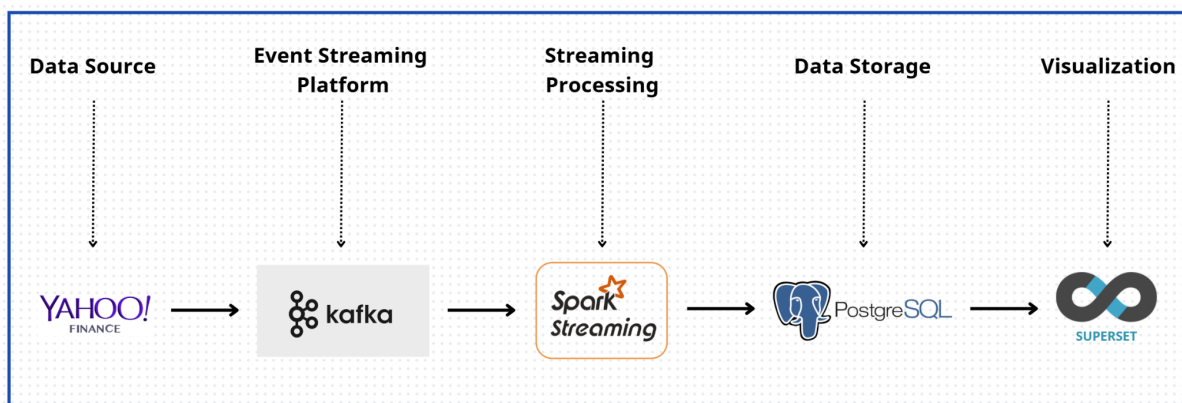 Data Source
Event Streaming
Platform
Streaming
Processing
Data Storage
Visualization
YAHOO!
FINANCE
kafka
Spark
Streaming
PostgreSQL
SUPERSET